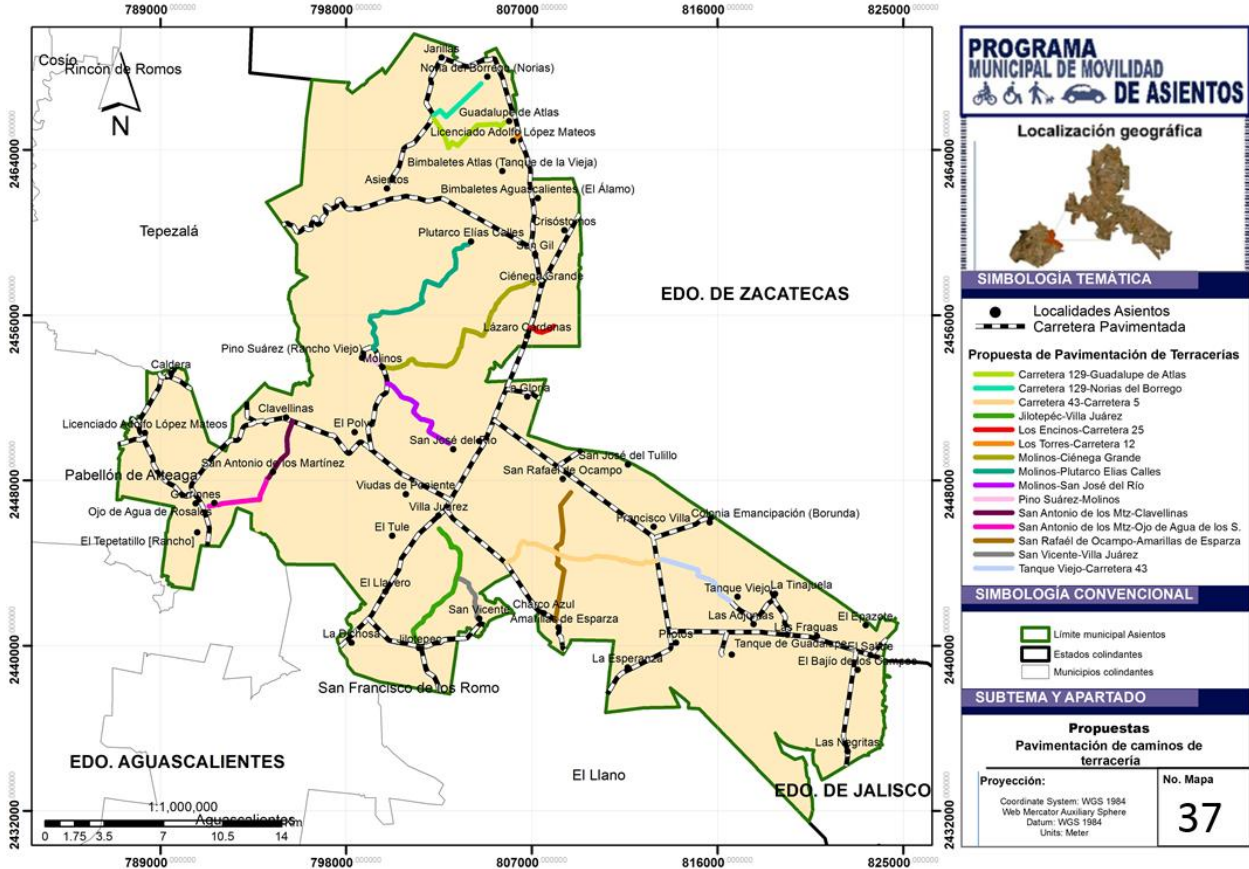 789000
798000
807000
816000
825000
Cosío
Rincón de Romos
N
Jarillas
Noria del Borrego (Norias)
Guadalupe de Atlas
Licenciado Adolfo López Mateos
2464000
2464000
Bimbaletes Atlas (Tanque de la Vieja)
Asientos
Bimbaletes Aguascalientes (El Álamo)
Crisóstomos
Tepezalá
Plutarco Elías Calles
San Gil
Ciénega Grande
EDO. DE ZACATECAS
2456000
2456000
Lázaro Cárdenas
Pino Suárez (Rancho Viejo)
Molinos
Caldera
La Gloria
Clavellinas
Licenciado Adolfo López Mateos
El Polvo
San José del Río
San José del Tulillo
Pabellón de Arteaga
San Antonio de los Martínez
San Rafael de Ocampo
2448000
2448000
Viudas de Poniente
Gorriones
Ojo de Agua de Rosales
Villa Juárez
Francisco Villa
Colonia Emancipación (Borunda)
El Tule
El Tepetatillo [Rancho]
El Llavero
Tanque Viejo
La Tinajuela
San Vicente
Charco Azul
Las Adjuntas
El Epazote
Amarillas de Esparza
Las Fraguas
La Dichosa
Jilotepec
Pilotos
Tanque de Guadalupe
El Salitre
2440000
2440000
La Esperanza
El Bajío de los Campos
San Francisco de los Romo
Las Negritas
EDO. AGUASCALIENTES
El Llano
EDO. DE JALISCO
1:1,000,000
Aguascalientes
Km
0 1.75 3.5 7 10.5 14
2432000
2432000
789000
798000
807000
816000
825000
PROGRAMA
MUNICIPAL DE MOVILIDAD
DE ASIENTOS
Localización geográfica
SIMBOLOGÍA TEMÁTICA
Localidades Asientos
Carretera Pavimentada
Propuesta de Pavimentación de Terracerías
Carretera 129-Guadalupe de Atlas
Carretera 129-Norias del Borrego
Carretera 43-Carretera 5
Jilotepéc-Villa Juárez
Los Encinos-Carretera 25
Los Torres-Carretera 12
Molinos-Ciénega Grande
Molinos-Plutarco Elias Calles
Molinos-San José del Río
Pino Suárez-Molinos
San Antonio de los Mtz-Clavellinas
San Antonio de los Mtz-Ojo de Agua de los S.
San Rafaél de Ocampo-Amarillas de Esparza
San Vicente-Villa Juárez
Tanque Viejo-Carretera 43
SIMBOLOGÍA CONVENCIONAL
Límite municipal Asientos
Estados colindantes
Municipios colindantes
SUBTEMA Y APARTADO
Propuestas
Pavimentación de caminos de
terracería
Proyección:
Coordinate System: WGS 1984
Web Mercator Auxiliary Sphere
Datum: WGS 1984
Units: Meter
No. Mapa
37